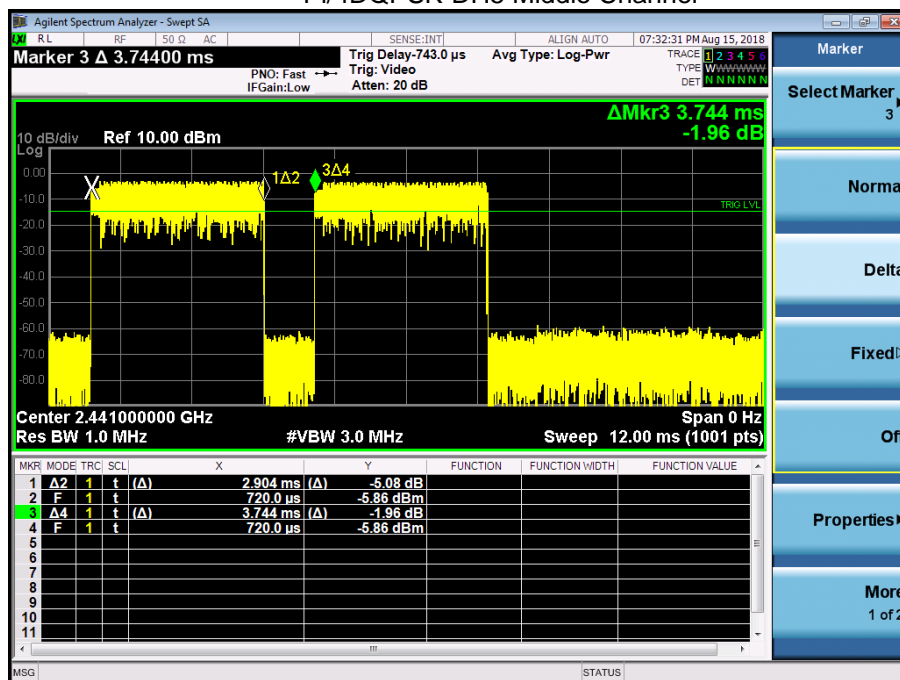 Agilent Spectrum Analyzer - Swept SA
LXI RL RF 50 Ω AC SENSE:INT ALIGN AUTO 07:32:31 PM Aug 15, 2018
Marker 3 Δ 3.74400 ms
Trig Delay-743.0 µs Avg Type: Log-Pwr TRACE 1 2 3 4 5 6
PNO: Fast Trig: Video TYPE WWWWWWW
IFGain:Low Atten: 20 dB DET N N N N N N
Marker
Select Marker
3
ΔMkr3 3.744 ms
-1.96 dB
10 dB/div Ref 10.00 dBm
Log
0.00
-10.0
-20.0
-30.0
-40.0
-50.0
-60.0
-70.0
-80.0
X
1Δ2
3Δ4
TRIG LVL
Center 2.441000000 GHz Span 0 Hz
Res BW 1.0 MHz #VBW 3.0 MHz Sweep 12.00 ms (1001 pts)
MKR MODE TRC SCL X Y FUNCTION FUNCTION WIDTH FUNCTION VALUE
1 Δ2 1 t (Δ) 2.904 ms (Δ) -5.08 dB
2 F 1 t 720.0 µs -5.86 dBm
3 Δ4 1 t (Δ) 3.744 ms (Δ) -1.96 dB
4 F 1 t 720.0 µs -5.86 dBm
5
6
7
8
9
10
11
Norma
Delta
Fixed
Of
Properties
More
1 of 2
MSG STATUS